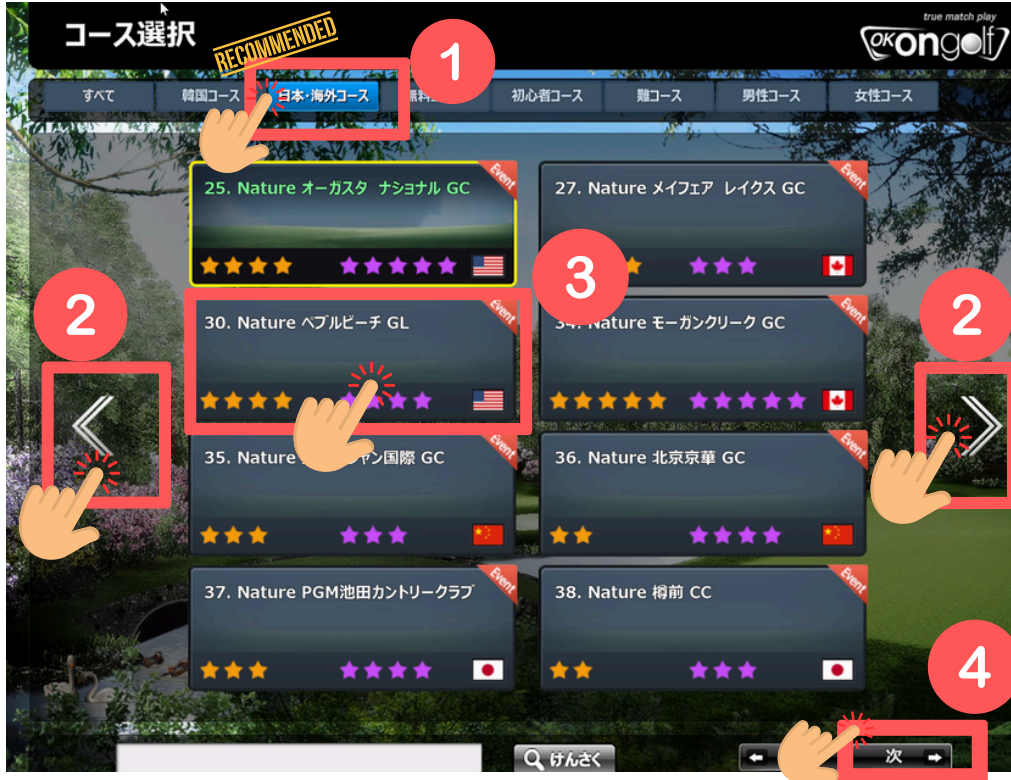 コース選択
RECOMMENDED
1
true match play
OK ongolf
すべて
韓国コース
日本・海外コース
初心者コース
難コース
男性コース
女性コース
25. Nature オーガスタ ナショナル GC
Event
27. Nature メイフェア レイクス GC
Event
2
3
2
30. Nature ペブルビーチ GL
Event
34. Nature モーガンクリーク GC
Event
35. Nature
国際 GC
Event
36. Nature 北京京華 GC
Event
37. Nature PGM池田カントリークラブ
Event
38. Nature 樽前 CC
Event
4
けんさく
次